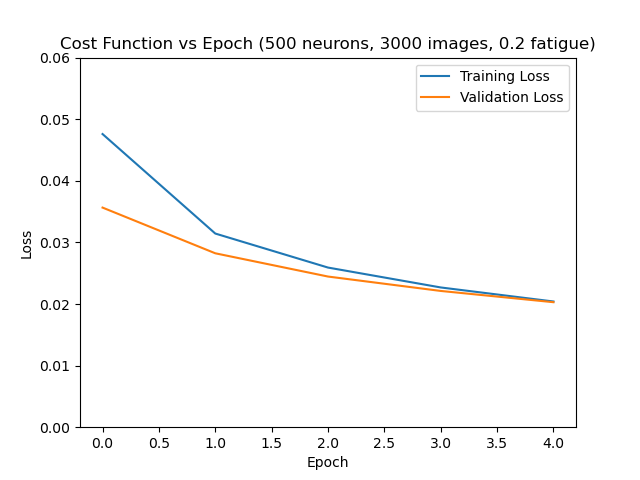 Cost Function vs Epoch (500 neurons, 3000 images, 0.2 fatigue)
Training Loss
Validation Loss
0.06
0.05
0.04
0.03
0.02
0.01
0.00
Loss
0.0 0.5 1.0 1.5 2.0 2.5 3.0 3.5 4.0
Epoch